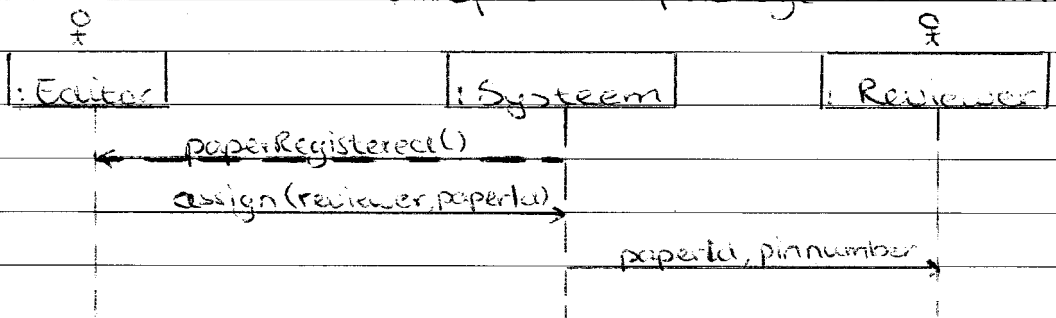 :Editor :Systeem : Reviewer
paperRegistered()
assign(reviewer, paperId)
paperId, pinnumber